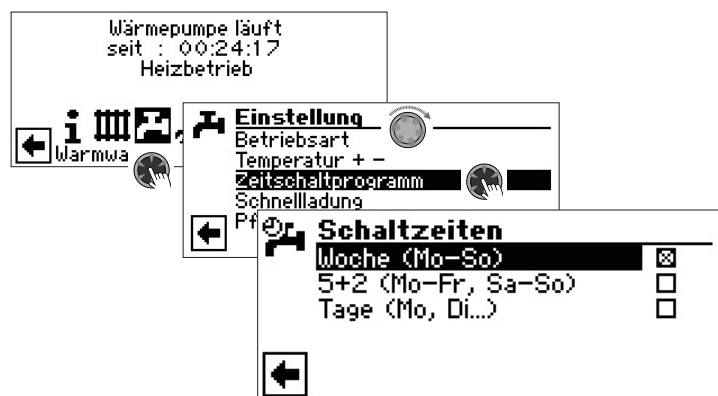 Wärmepumpe läuft
seit : 00:24:17
Heizbetrieb
Warmwa
Einstellung
Betriebsart
Temperatur + -
Zeitschaltprogramm
Schnellladung
Pf
Schaltzeiten
Woche (Mo-So)
5+2 (Mo-Fr, Sa-So)
Tage (Mo, Di...)